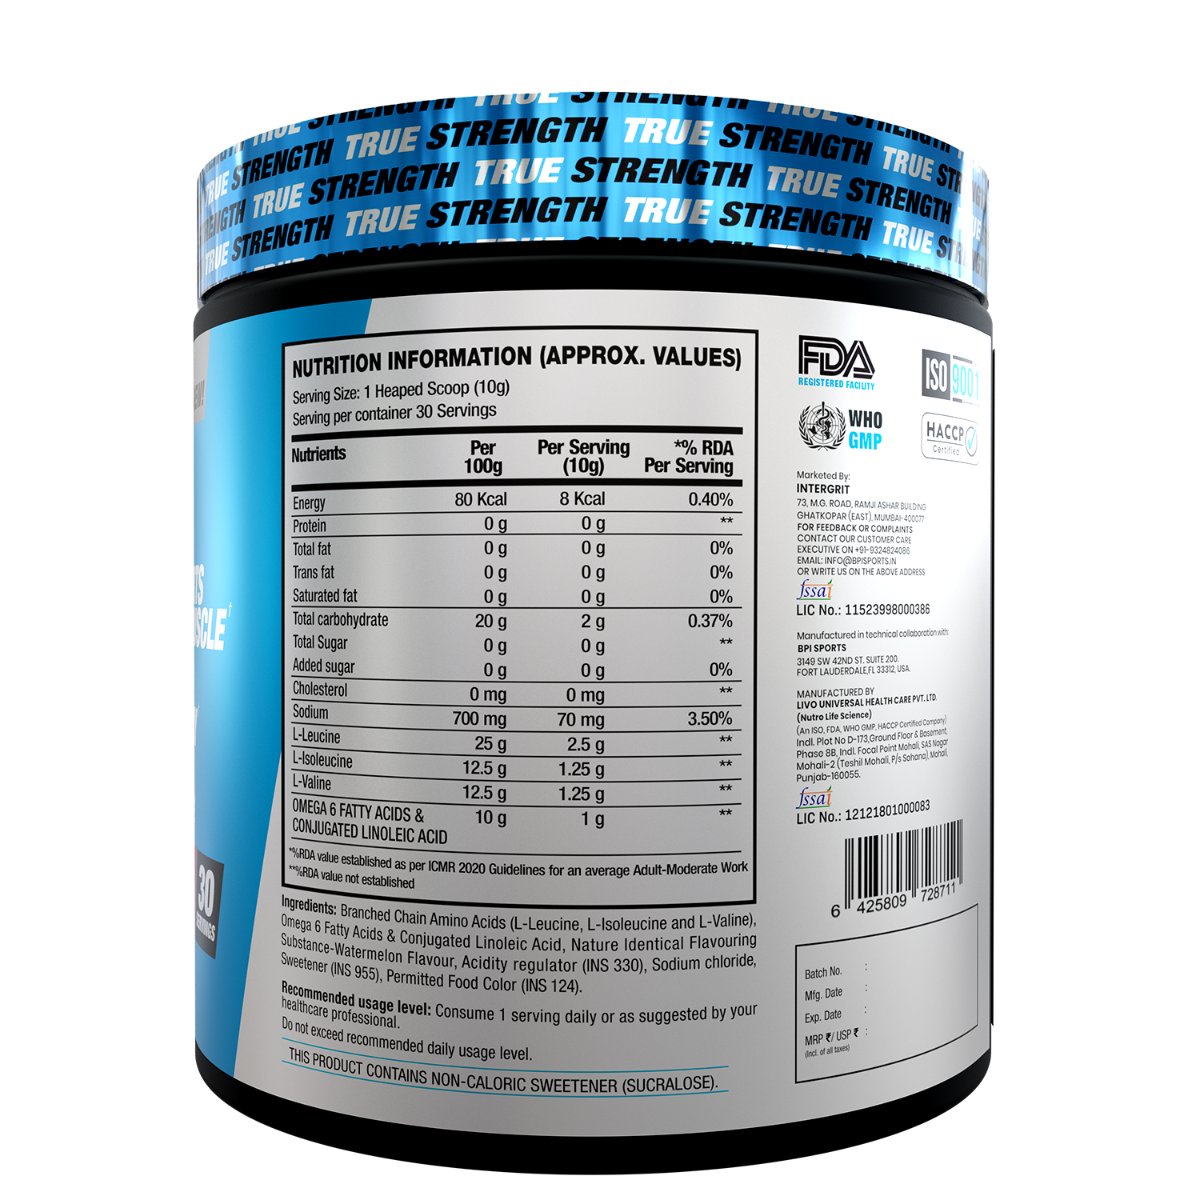 TRUE STRENGTH TRUE STRENGTH TRUE STRENGTH
TRUE STRENGTH TRUE STRENGTH TRUE STRENGTH TRUE
STRENGTH TRUE STRENGTH TRUE STRENGTH TRUE STRENGTH
TRUE STRENGTH TRUE STRENGTH TRUE STRENGTH TRUE
NUTRITION INFORMATION (APPROX. VALUES)
Serving Size: 1 Heaped Scoop (10g)
Serving per container 30 Servings
Nutrients Per 100g Per Serving (10g) *% RDA Per Serving
Energy 80 Kcal 8 Kcal 0.40%
Protein 0 g 0 g **
Total fat 0 g 0 g 0%
Trans fat 0 g 0 g 0%
Saturated fat 0 g 0 g 0%
Total carbohydrate 20 g 2 g 0.37%
Total Sugar 0 g 0 g **
Added sugar 0 g 0 g 0%
Cholesterol 0 mg 0 mg **
Sodium 700 mg 70 mg 3.50%
L-Leucine 25 g 2.5 g **
L-Isoleucine 12.5 g 1.25 g **
L-Valine 12.5 g 1.25 g **
OMEGA 6 FATTY ACIDS & 10 g 1 g **
CONJUGATED LINOLEIC ACID
*%RDA value established as per ICMR 2020 Guidelines for an average Adult-Moderate Work
**%RDA value not established
Ingredients: Branched Chain Amino Acids (L-Leucine, L-Isoleucine and L-Valine),
Omega 6 Fatty Acids & Conjugated Linoleic Acid, Nature Identical Flavouring
Substance-Watermelon Flavour, Acidity regulator (INS 330), Sodium chloride,
Sweetener (INS 955), Permitted Food Color (INS 124).
Recommended usage level: Consume 1 serving daily or as suggested by your
healthcare professional.
Do not exceed recommended daily usage level.
THIS PRODUCT CONTAINS NON-CALORIC SWEETENER (SUCRALOSE).
30
FDA
REGISTERED FACILITY
ISO 9001
WHO
GMP
HACCP
Certified
Marketed By:
INTERGRIT
73, M.G. ROAD, RAMJI ASHAR BUILDING
GHATKOPAR (EAST), MUMBAI-400077
FOR FEEDBACK OR COMPLAINTS
CONTACT OUR CUSTOMER CARE
EXECUTIVE ON +91-9324824086
EMAIL: INFO@BPISPORTS.IN
OR WRITE US ON THE ABOVE ADDRESS
fssai
LIC No.: 11523998000386
Manufactured in technical collaboration with:
BPI SPORTS
3149 SW 42ND ST. SUITE 200.
FORT LAUDERDALE,FL 33312, USA.
MANUFACTURED BY
LIVO UNIVERSAL HEALTH CARE PVT. LTD.
(Nutro Life Science)
(An ISO, FDA, WHO GMP, HACCP Certified Company)
Indl. Plot No D-173,Ground Floor & Basement,
Phase 8B, Indl. Focal Point Mohali, SAS Nagar
Mohali-2 (Teshil Mohali, P/s Sohana), Mohali,
Punjab-160055.
fssai
LIC No.: 12121801000083
6 425809 728711
Batch No. :
Mfg. Date :
Exp. Date :
MRP ₹/ USP ₹ :
(Incl. of all taxes)